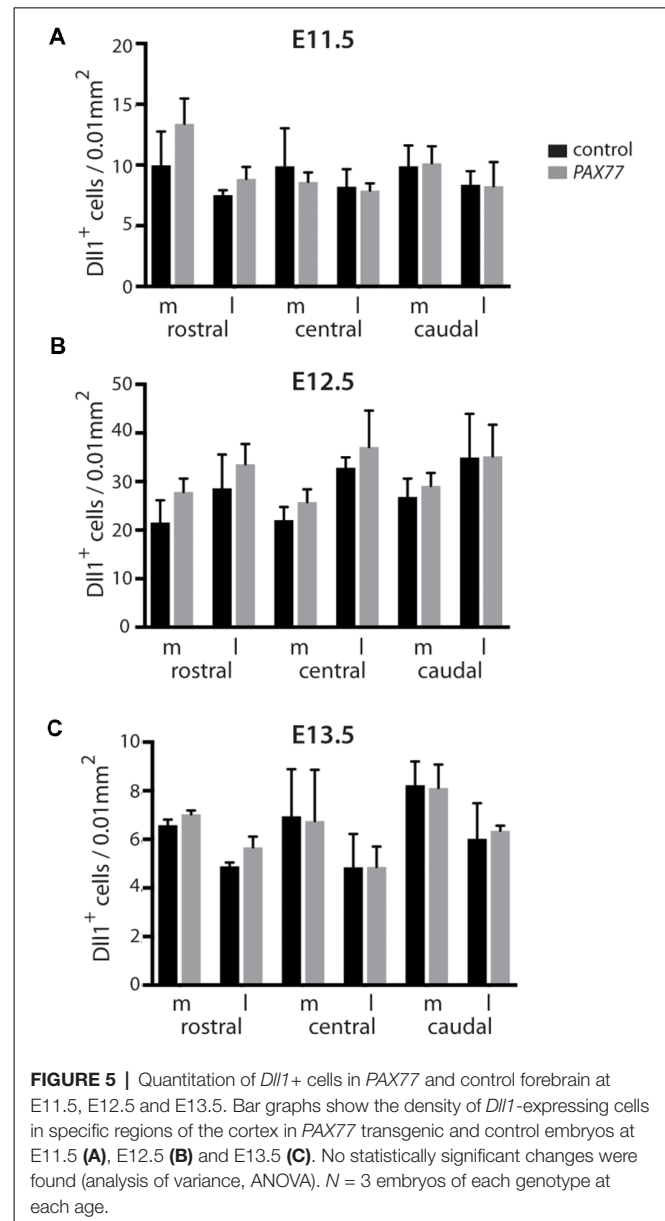 A
E11.5
Dll1+ cells / 0.01mm2
20
15
10
5
0
control
PAX77
m l m l m l
rostral central caudal
B
E12.5
Dll1+ cells / 0.01mm2
50
40
30
20
10
0
m l m l m l
rostral central caudal
C
E13.5
Dll1+ cells / 0.01mm2
10
8
6
4
2
0
m l m l m l
rostral central caudal
FIGURE 5 | Quantitation of Dll1+ cells in PAX77 and control forebrain at
E11.5, E12.5 and E13.5. Bar graphs show the density of Dll1-expressing cells
in specific regions of the cortex in PAX77 transgenic and control embryos at
E11.5 (A), E12.5 (B) and E13.5 (C). No statistically significant changes were
found (analysis of variance, ANOVA). N = 3 embryos of each genotype at
each age.